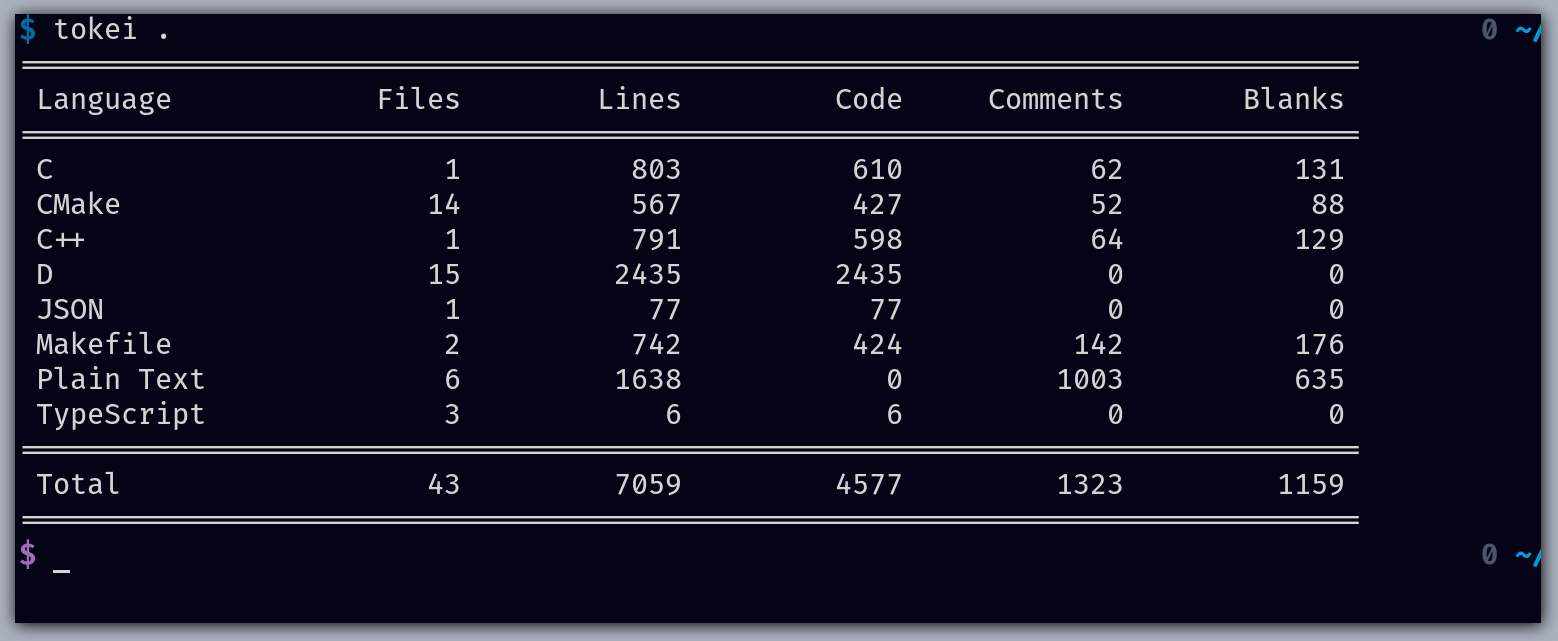 $ tokei . 0 ~/
Language Files Lines Code Comments Blanks
C 1 803 610 62 131
CMake 14 567 427 52 88
C++ 1 791 598 64 129
D 15 2435 2435 0 0
JSON 1 77 77 0 0
Makefile 2 742 424 142 176
Plain Text 6 1638 0 1003 635
TypeScript 3 6 6 0 0
Total 43 7059 4577 1323 1159
$ _ 0 ~/